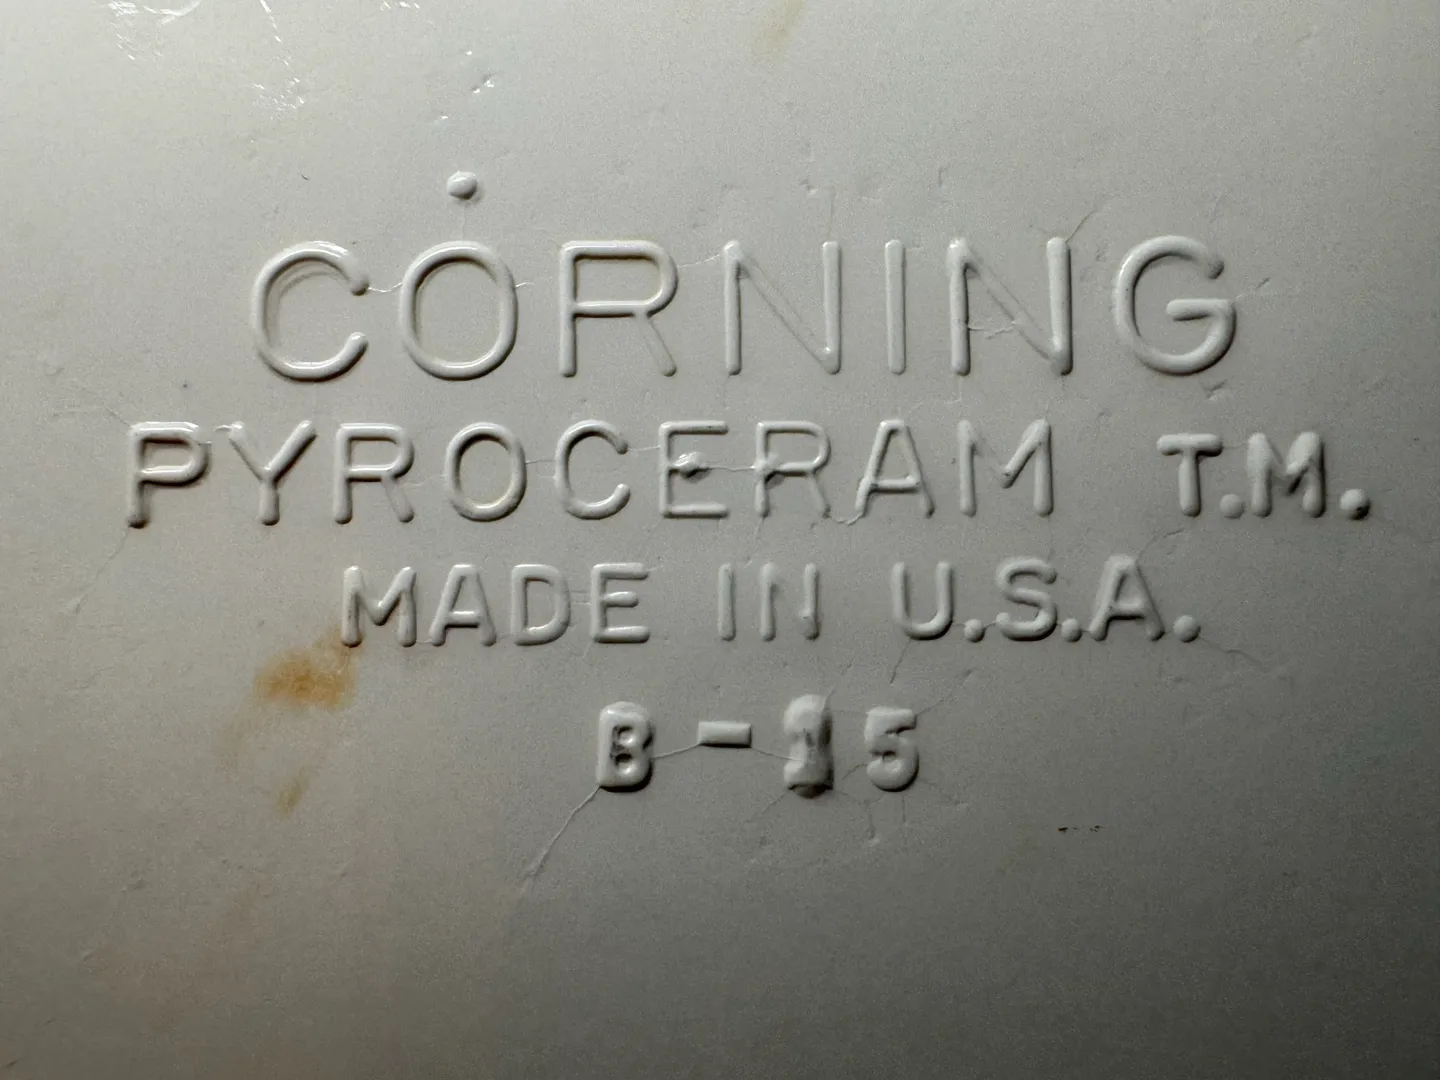 CORNING
PYROCERAM T.M.
MADE IN U.S.A.
B-15